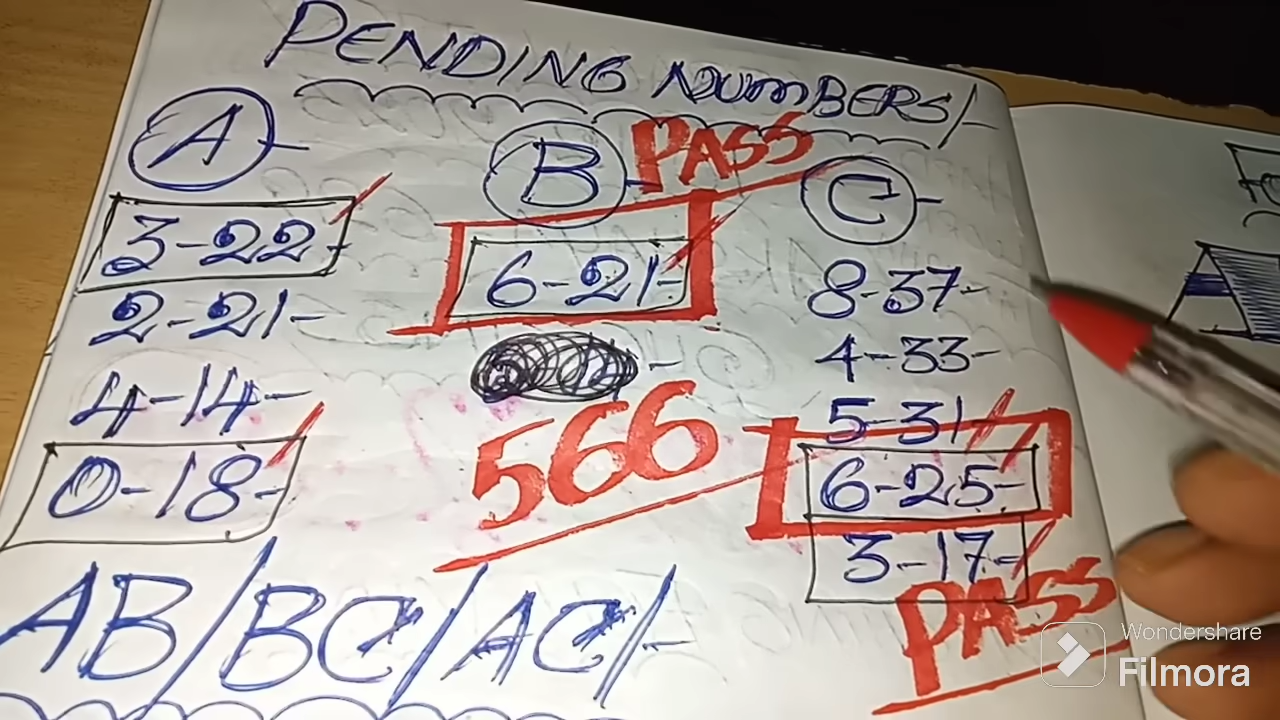 PENDING NUMBERS/-
A- B- PASS C-
3-22-
2-21-
4-14-
0-18-
6-21-
566
8-37-
4-33-
5-31
6-25-
3-17-
PASS
AB/BC/AC/-
Wondershare
Filmora